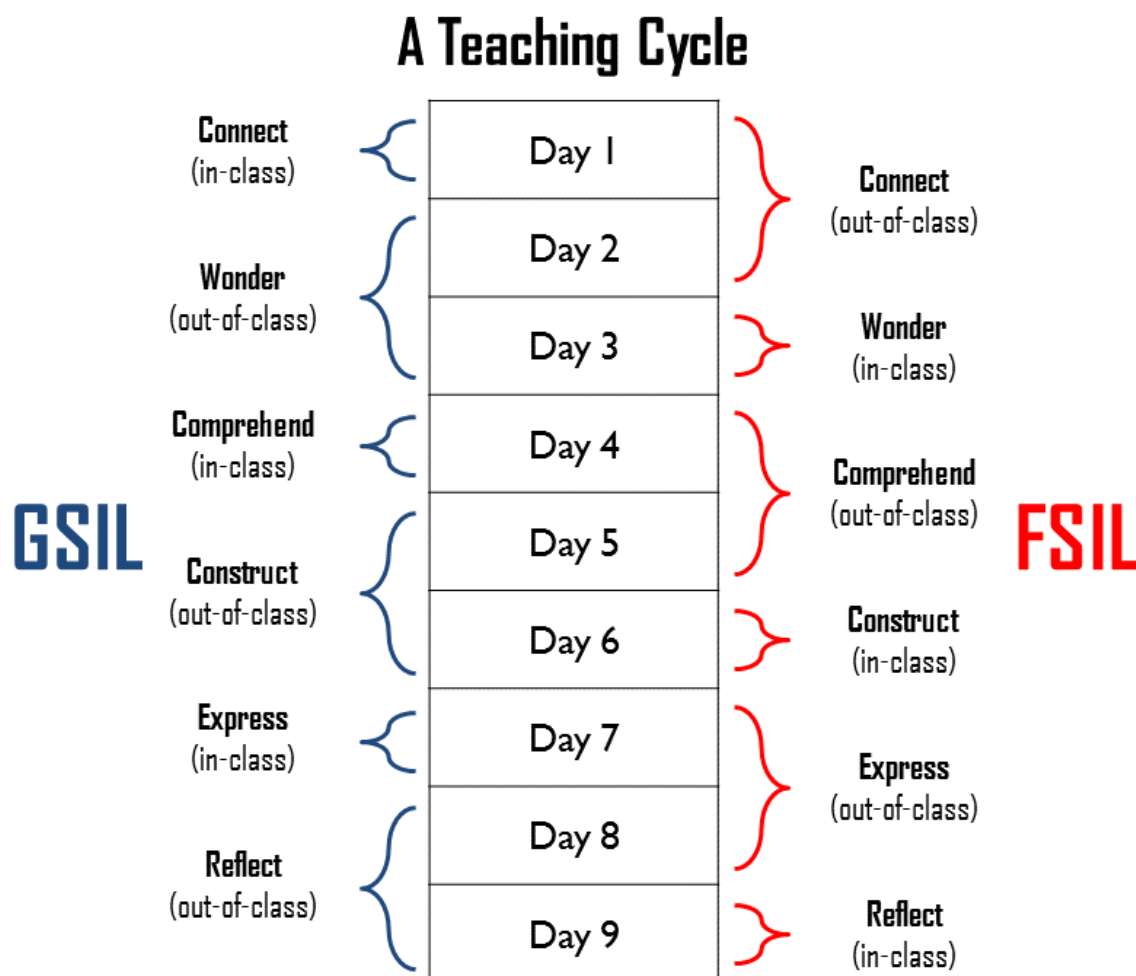 A Teaching Cycle
GSIL
Connect
(in-class)
Wonder
(out-of-class)
Comprehend
(in-class)
Construct
(out-of-class)
Express
(in-class)
Reflect
(out-of-class)
Day 1
Day 2
Day 3
Day 4
Day 5
Day 6
Day 7
Day 8
Day 9
Connect
(out-of-class)
Wonder
(in-class)
Comprehend
(out-of-class)
Construct
(in-class)
Express
(out-of-class)
Reflect
(in-class)
FSIL